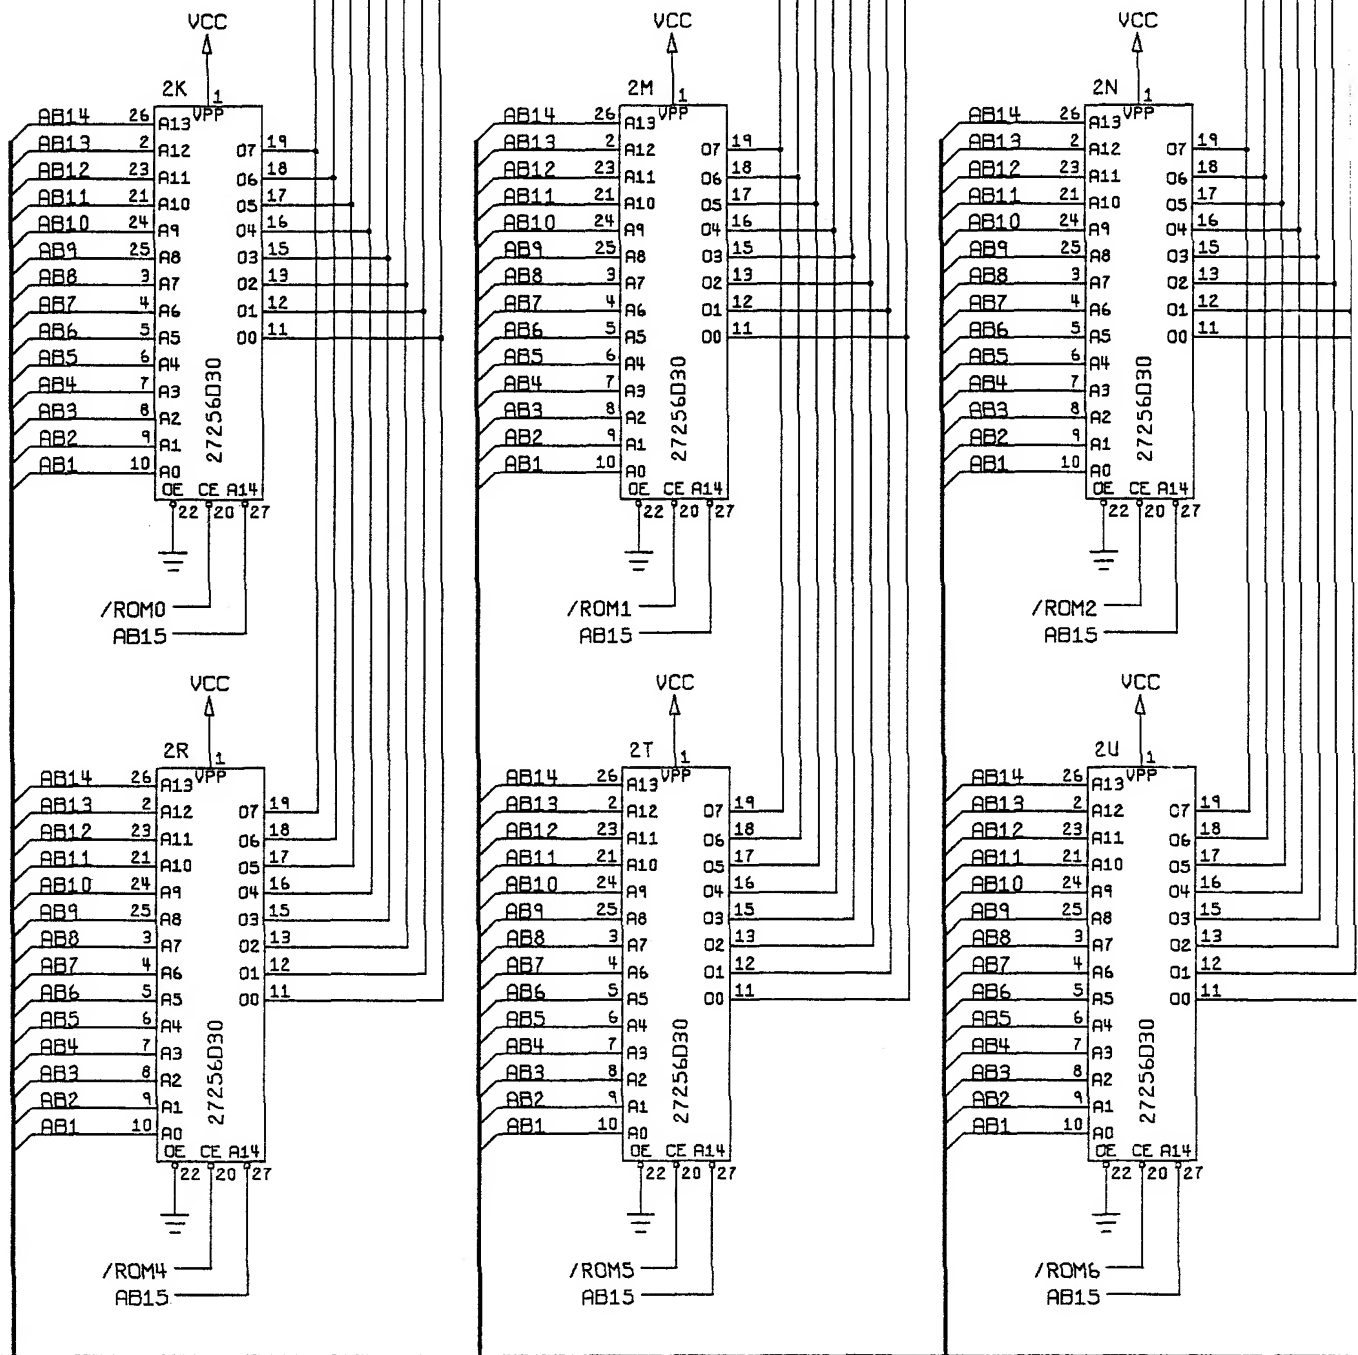 VCC VCC VCC
2K 1 2M 1 2N 1
VPP VPP VPP
AB14 26 A13 AB14 26 A13 AB14 26 A13
AB13 2 A12 O7 19 AB13 2 A12 O7 19 AB13 2 A12 O7 19
AB12 23 A11 O6 18 AB12 23 A11 O6 18 AB12 23 A11 O6 18
AB11 21 A10 O5 17 AB11 21 A10 O5 17 AB11 21 A10 O5 17
AB10 24 A9 O4 16 AB10 24 A9 O4 16 AB10 24 A9 O4 16
AB9 25 A8 O3 15 AB9 25 A8 O3 15 AB9 25 A8 O3 15
AB8 3 A7 O2 13 AB8 3 A7 O2 13 AB8 3 A7 O2 13
AB7 4 A6 O1 12 AB7 4 A6 O1 12 AB7 4 A6 O1 12
AB6 5 A5 O0 11 AB6 5 A5 O0 11 AB6 5 A5 O0 11
AB5 6 A4 AB5 6 A4 AB5 6 A4
AB4 7 A3 AB4 7 A3 AB4 7 A3
AB3 8 A2 AB3 8 A2 AB3 8 A2
AB2 9 A1 AB2 9 A1 AB2 9 A1
AB1 10 A0 AB1 10 A0 AB1 10 A0
27256D30 27256D30 27256D30
OE CE A14 OE CE A14 OE CE A14
22 20 27 22 20 27 22 20 27
/ROM0 /ROM1 /ROM2
AB15 AB15 AB15
VCC VCC VCC
2R 1 2T 1 2U 1
VPP VPP VPP
AB14 26 A13 AB14 26 A13 AB14 26 A13
AB13 2 A12 O7 19 AB13 2 A12 O7 19 AB13 2 A12 O7 19
AB12 23 A11 O6 18 AB12 23 A11 O6 18 AB12 23 A11 O6 18
AB11 21 A10 O5 17 AB11 21 A10 O5 17 AB11 21 A10 O5 17
AB10 24 A9 O4 16 AB10 24 A9 O4 16 AB10 24 A9 O4 16
AB9 25 A8 O3 15 AB9 25 A8 O3 15 AB9 25 A8 O3 15
AB8 3 A7 O2 13 AB8 3 A7 O2 13 AB8 3 A7 O2 13
AB7 4 A6 O1 12 AB7 4 A6 O1 12 AB7 4 A6 O1 12
AB6 5 A5 O0 11 AB6 5 A5 O0 11 AB6 5 A5 O0 11
AB5 6 A4 AB5 6 A4 AB5 6 A4
AB4 7 A3 AB4 7 A3 AB4 7 A3
AB3 8 A2 AB3 8 A2 AB3 8 A2
AB2 9 A1 AB2 9 A1 AB2 9 A1
AB1 10 A0 AB1 10 A0 AB1 10 A0
27256D30 27256D30 27256D30
OE CE A14 OE CE A14 OE CE A14
22 20 27 22 20 27 22 20 27
/ROM4 /ROM5 /ROM6
AB15 AB15 AB15